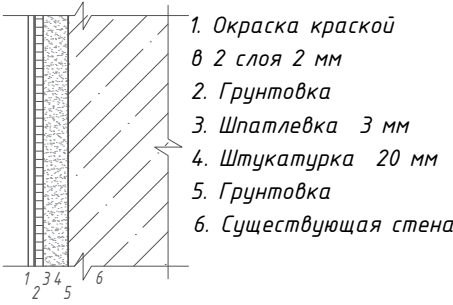 1. Окраска краской
в 2 слоя 2 мм
2. Грунтовка
3. Шпатлевка 3 мм
4. Штукатурка 20 мм
5. Грунтовка
6. Существующая стена
1 3 4 6
2 5